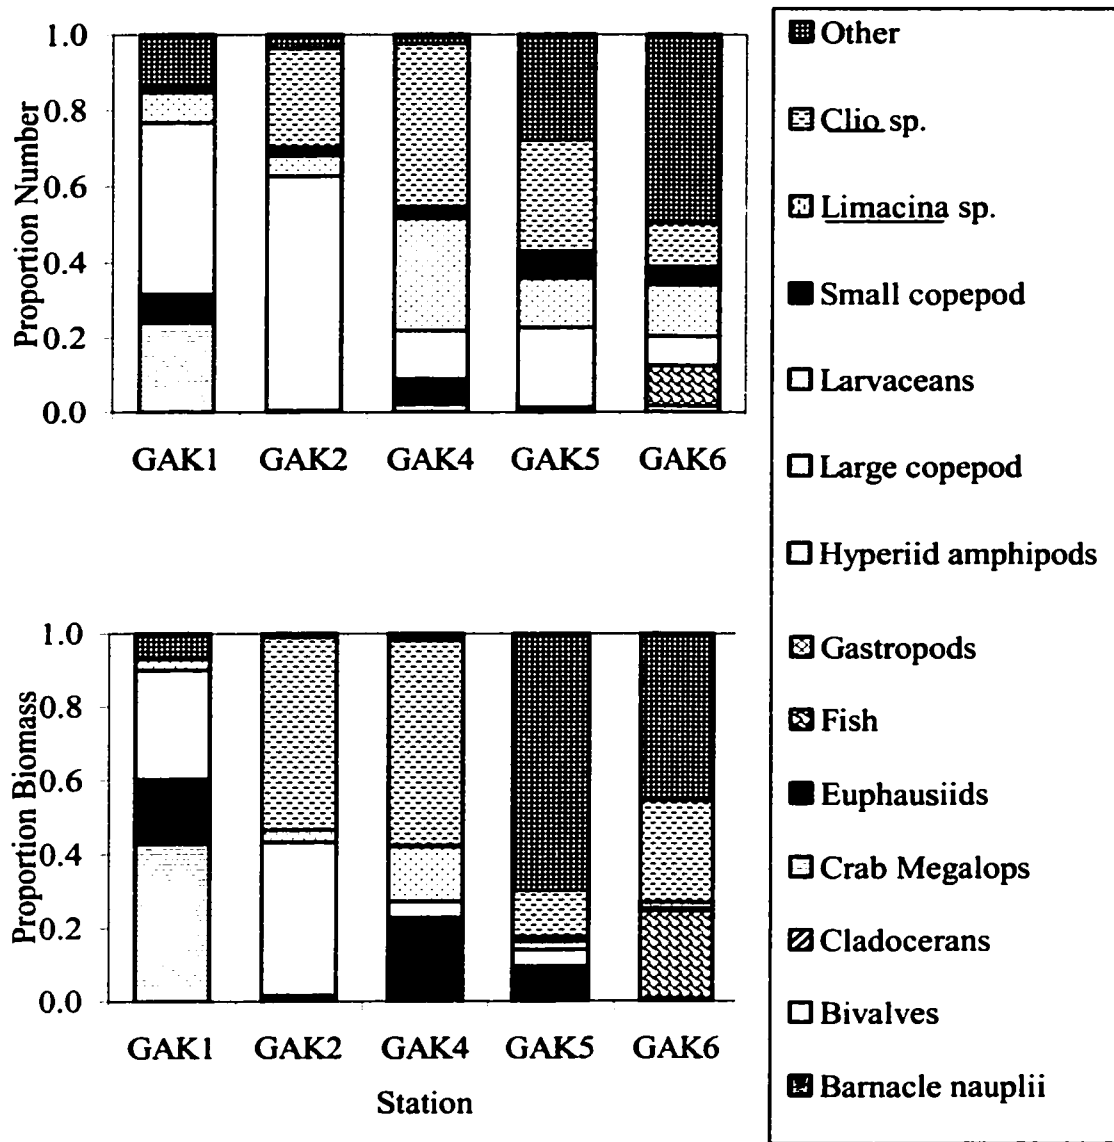 1.0
0.8
0.6
0.4
0.2
0.0
Proportion Number
GAK1 GAK2 GAK4 GAK5 GAK6
1.0
0.8
0.6
0.4
0.2
0.0
Proportion Biomass
GAK1 GAK2 GAK4 GAK5 GAK6
Station
Other
Clio sp.
Limacina sp.
Small copepod
Larvaceans
Large copepod
Hyperiid amphipods
Gastropods
Fish
Euphausiids
Crab Megalops
Cladocerans
Bivalves
Barnacle nauplii